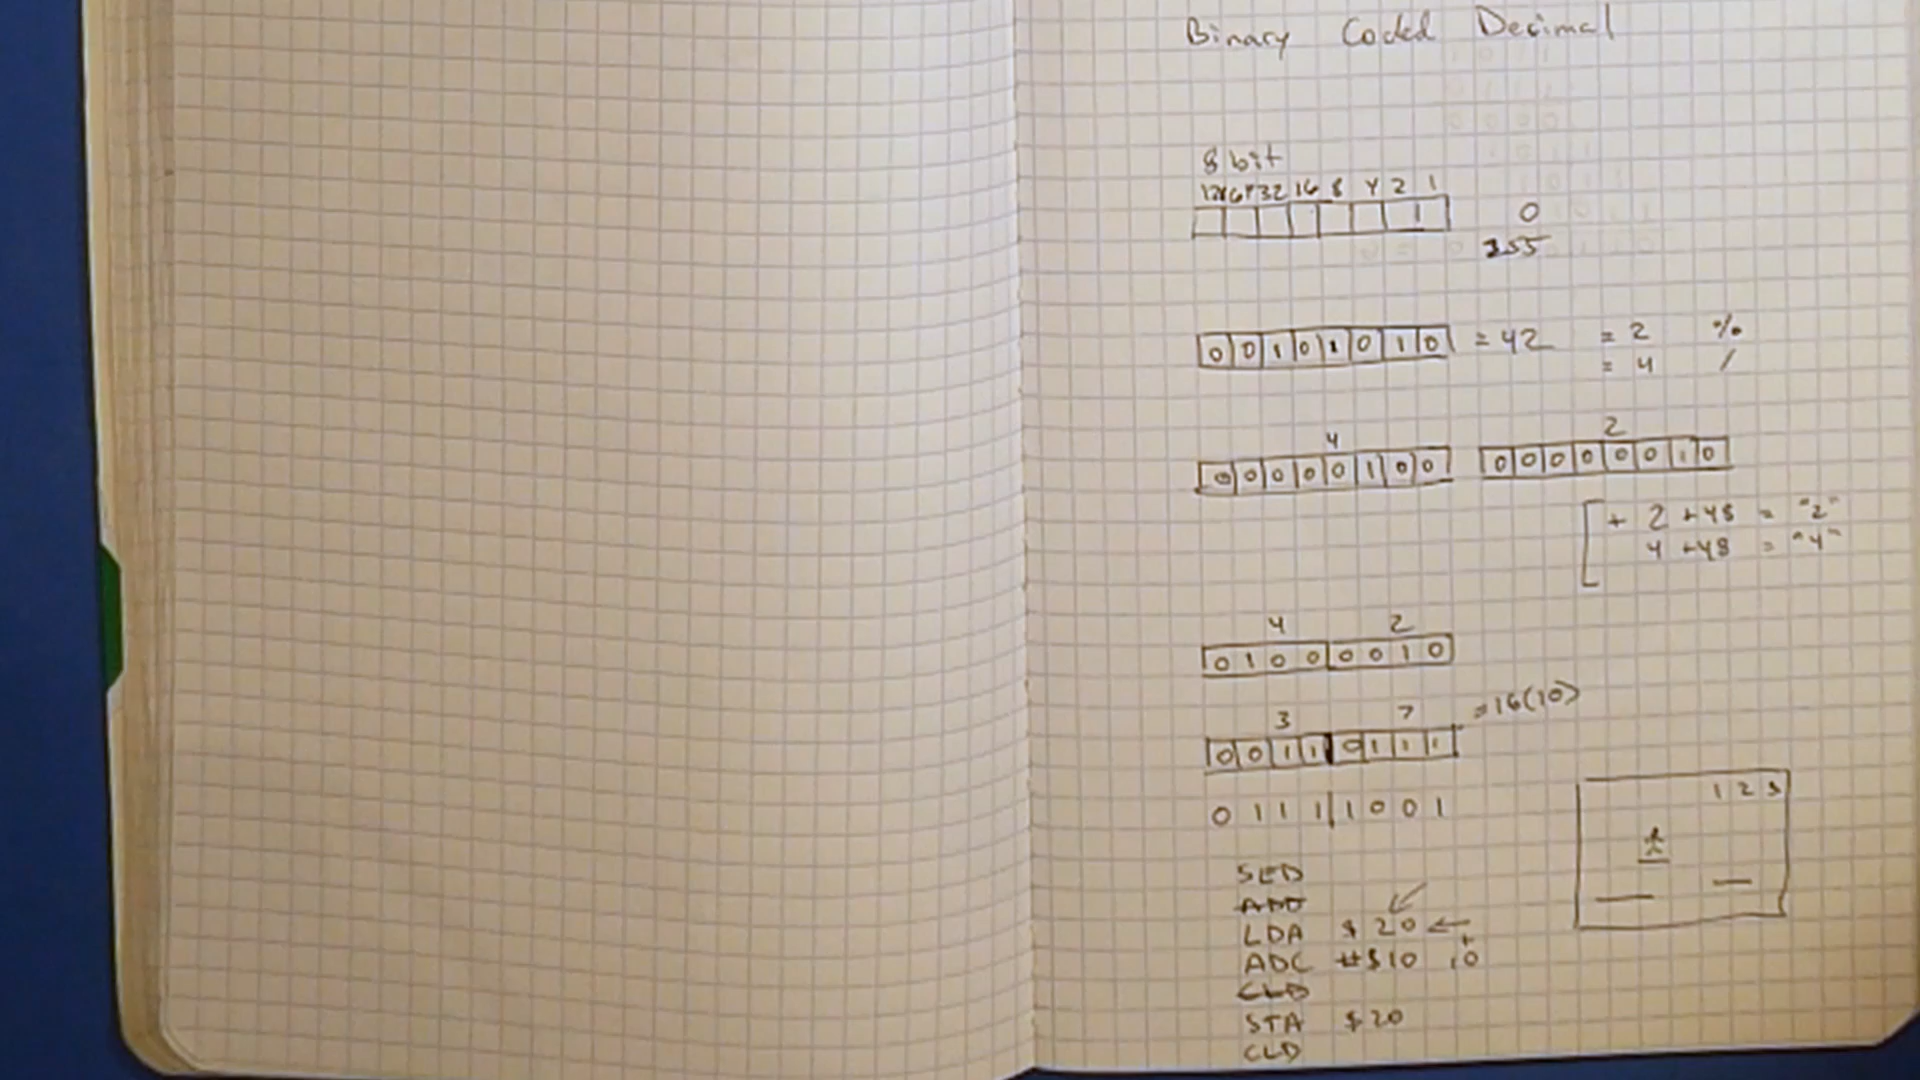 Binary Coded Decimal
8 bit
128 64 32 16 8 4 2 1
1 0
255
0 0 1 0 1 0 1 0 = 42 = 2 %
= 4 /
4 2
0 0 0 0 0 1 0 0 0 0 0 0 0 0 1 0
+ 2 +48 = "2"
4 +48 = "4"
4 2
0 1 0 0 0 0 1 0
3 7 = 16(10)
0 0 1 1 0 1 1 1
1 2 3
0 1 1 1 | 1 0 0 1
SED
ADD
LDA $20
ADC #$10 10
CLD
STA $20
CLD